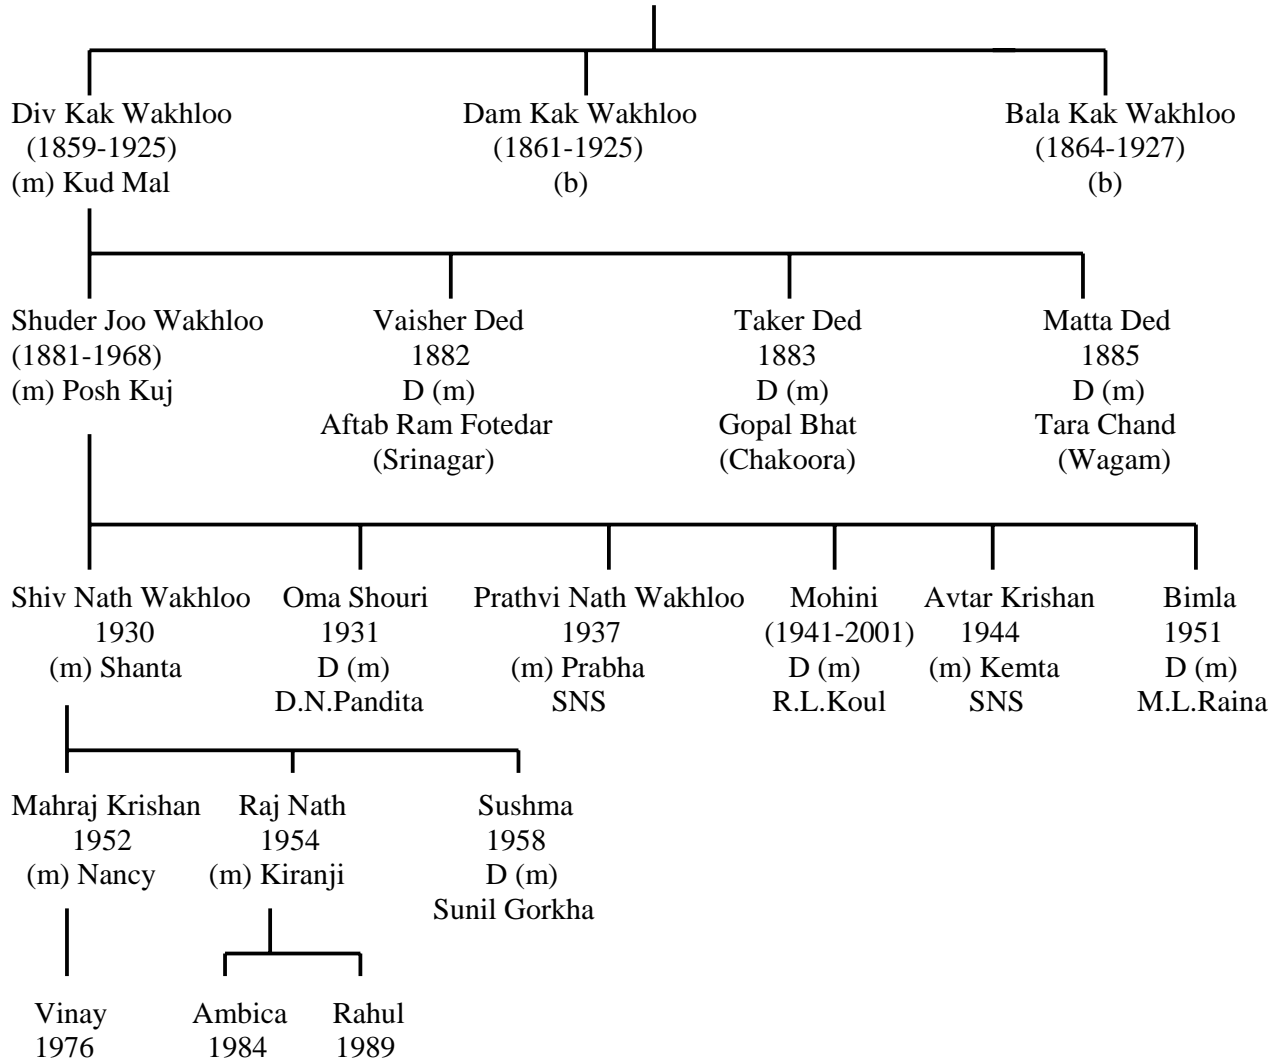 Div Kak Wakhloo Dam Kak Wakhloo Bala Kak Wakhloo
(1859-1925) (1861-1925) (1864-1927)
(m) Kud Mal (b) (b)
Shuder Joo Wakhloo Vaisher Ded Taker Ded Matta Ded
(1881-1968) 1882 1883 1885
(m) Posh Kuj D (m) D (m) D (m)
Aftab Ram Fotedar Gopal Bhat Tara Chand
(Srinagar) (Chakoora) (Wagam)
Shiv Nath Wakhloo Oma Shouri Prathvi Nath Wakhloo Mohini Avtar Krishan Bimla
1930 1931 1937 (1941-2001) 1944 1951
(m) Shanta D (m) (m) Prabha D (m) (m) Kemta D (m)
D.N.Pandita SNS R.L.Koul SNS M.L.Raina
Mahraj Krishan Raj Nath Sushma
1952 1954 1958
(m) Nancy (m) Kiranji D (m)
Sunil Gorkha
Vinay Ambica Rahul
1976 1984 1989